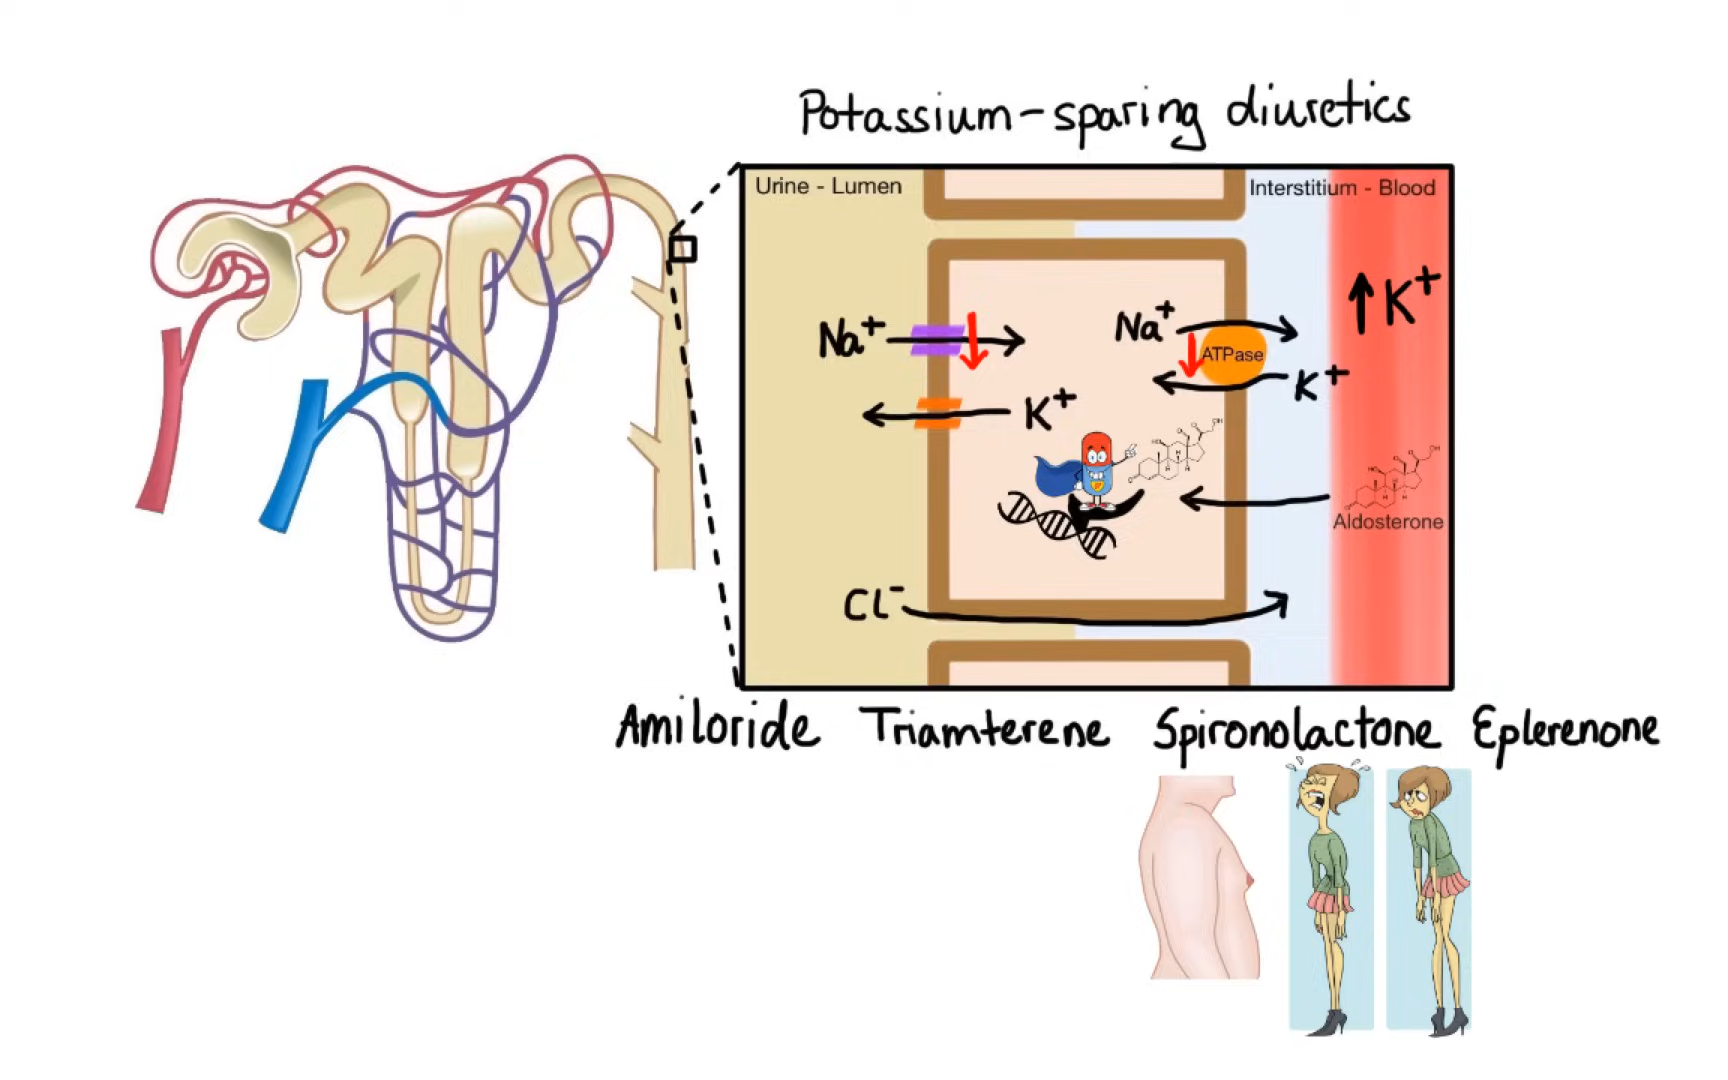 Potassium-sparing diuretics
Urine - Lumen
Interstitium - Blood
↑K+
Na+
Na+
ATPase
K+
K+
Aldosterone
Cl-
Amiloride Triamterene Spironolactone Eplerenone